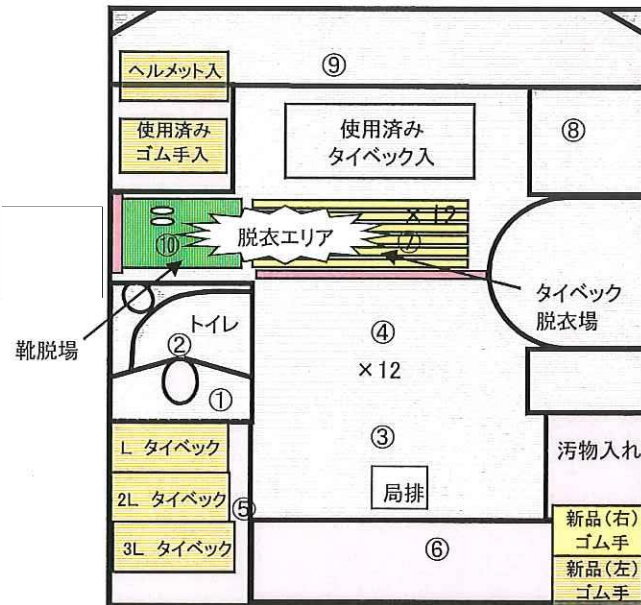 ⑨
ヘルメット入
使用済み
ゴム手入
使用済み
タイベック入
⑧
×12
⑩
脱衣エリア
⑦
タイベック
脱衣場
靴脱場
トイレ
②
①
④
×12
③
局排
L タイベック
2L タイベック
3L タイベック
⑤
⑥
汚物入れ
新品(右)
ゴム手
新品(左)
ゴム手